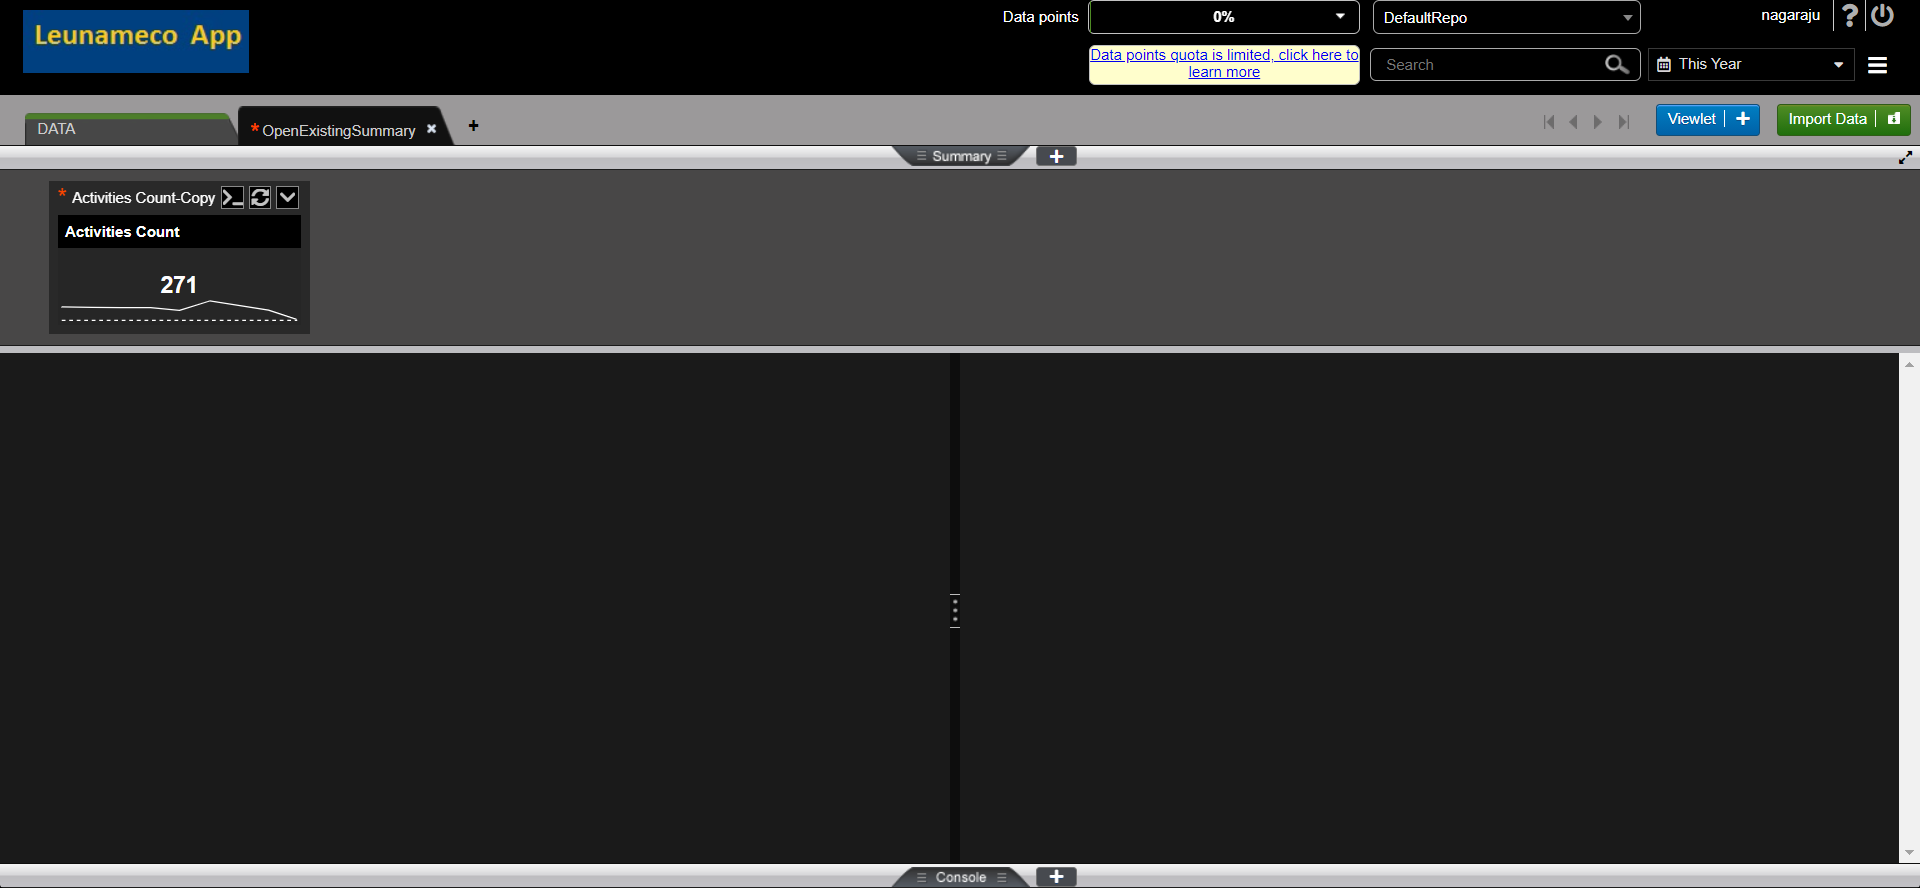 Leunameco App
Data points
0%
DefaultRepo
nagaraju
?
Data points quota is limited, click here to
learn more
Search
This Year
DATA
* OpenExistingSummary
Viewlet
Import Data
Summary
* Activities Count-Copy
Activities Count
271
Console